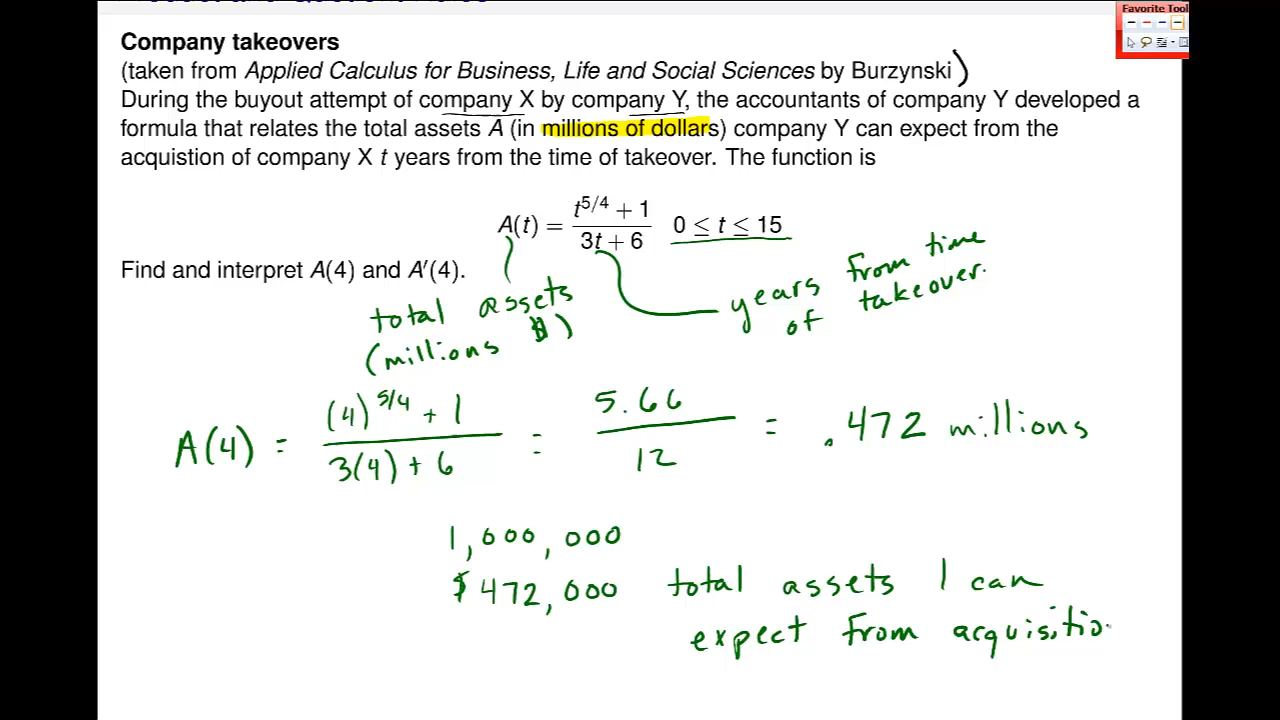 Company takeovers
(taken from Applied Calculus for Business, Life and Social Sciences by Burzynski)
During the buyout attempt of company X by company Y, the accountants of company Y developed a
formula that relates the total assets A (in millions of dollars) company Y can expect from the
acquistion of company X t years from the time of takeover. The function is
A(t) = (t^5/4 + 1)/(3t + 6) 0 ≤ t ≤ 15
Find and interpret A(4) and A′(4).
total assets
(millions $)
years from time
of takeover.
A(4) = ((4)^5/4 + 1)/(3(4) + 6) = 5.66/12 = .472 millions
1,000,000
$472,000 total assets I can
expect from acquisitio
Favorite Tool